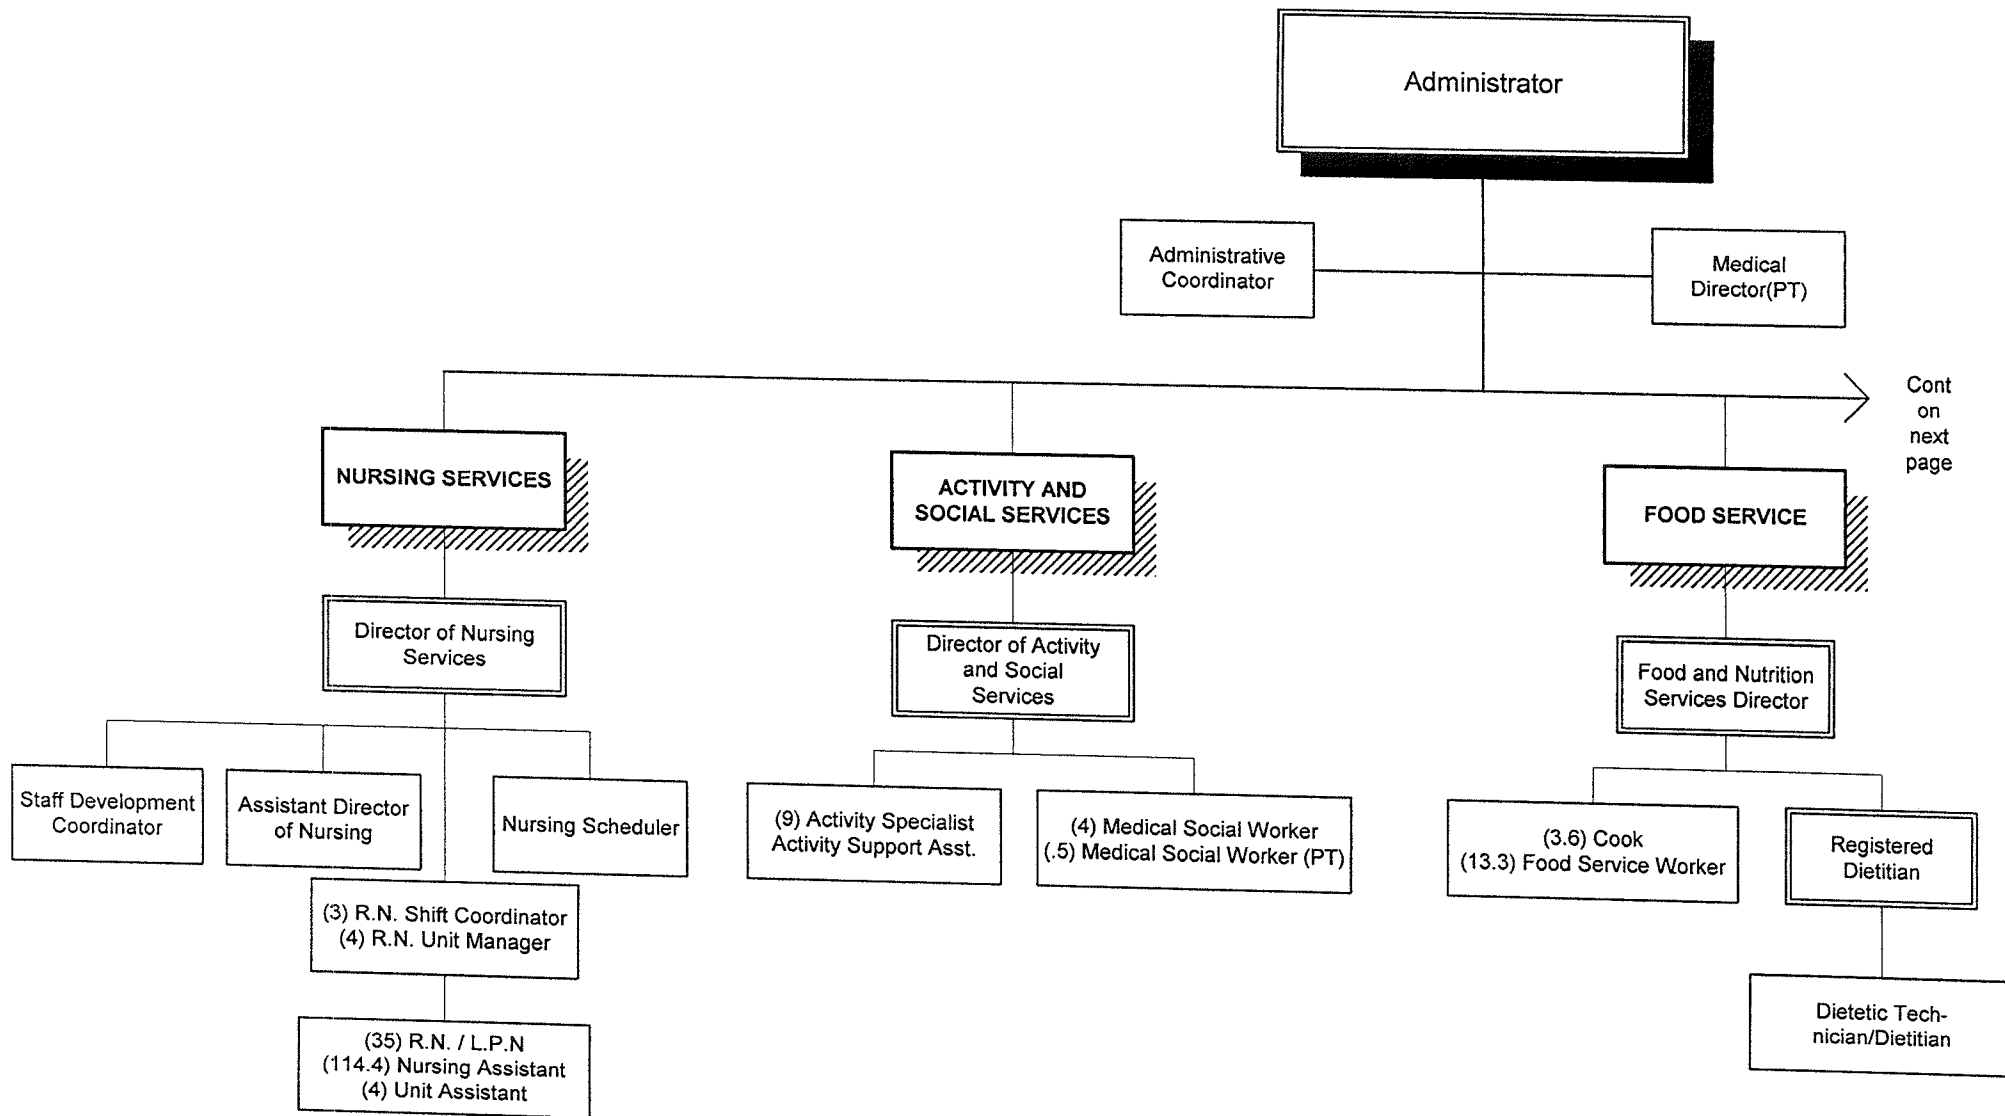 Administrator
Administrative
Coordinator
Medical
Director(PT)
Cont
on
next
page
NURSING SERVICES
ACTIVITY AND
SOCIAL SERVICES
FOOD SERVICE
Director of Nursing
Services
Director of Activity
and Social
Services
Food and Nutrition
Services Director
Staff Development
Coordinator
Assistant Director
of Nursing
Nursing Scheduler
(9) Activity Specialist
Activity Support Asst.
(4) Medical Social Worker
(.5) Medical Social Worker (PT)
(3.6) Cook
(13.3) Food Service Worker
Registered
Dietitian
(3) R.N. Shift Coordinator
(4) R.N. Unit Manager
Dietetic Tech-
nician/Dietitian
(35) R.N. / L.P.N
(114.4) Nursing Assistant
(4) Unit Assistant